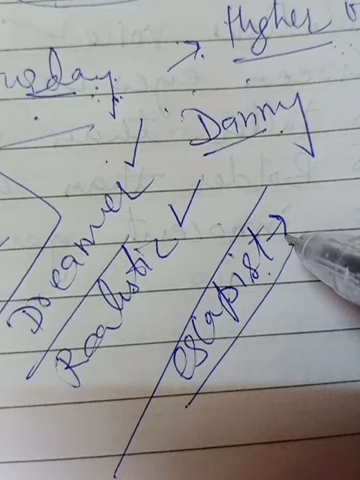 → Higher
Danny
Dreamer ✓
Realistic ✓
escapist →